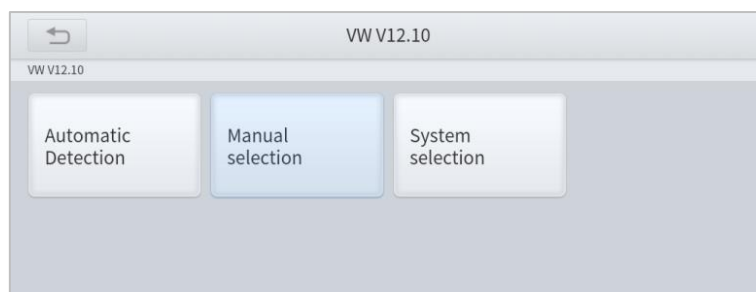 VW V12.10
VW V12.10
Automatic
Detection
Manual
selection
System
selection